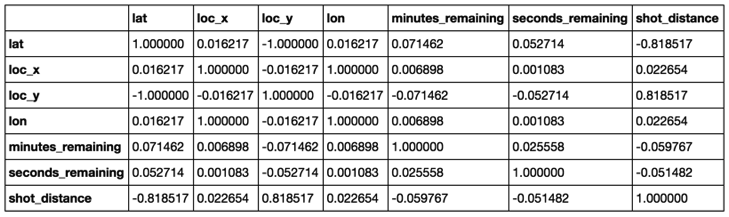 lat loc_x loc_y lon minutes_remaining seconds_remaining shot_distance
lat 1.000000 0.016217 -1.000000 0.016217 0.071462 0.052714 -0.818517
loc_x 0.016217 1.000000 -0.016217 1.000000 0.006898 0.001083 0.022654
loc_y -1.000000 -0.016217 1.000000 -0.016217 -0.071462 -0.052714 0.818517
lon 0.016217 1.000000 -0.016217 1.000000 0.006898 0.001083 0.022654
minutes_remaining 0.071462 0.006898 -0.071462 0.006898 1.000000 0.025558 -0.059767
seconds_remaining 0.052714 0.001083 -0.052714 0.001083 0.025558 1.000000 -0.051482
shot_distance -0.818517 0.022654 0.818517 0.022654 -0.059767 -0.051482 1.000000